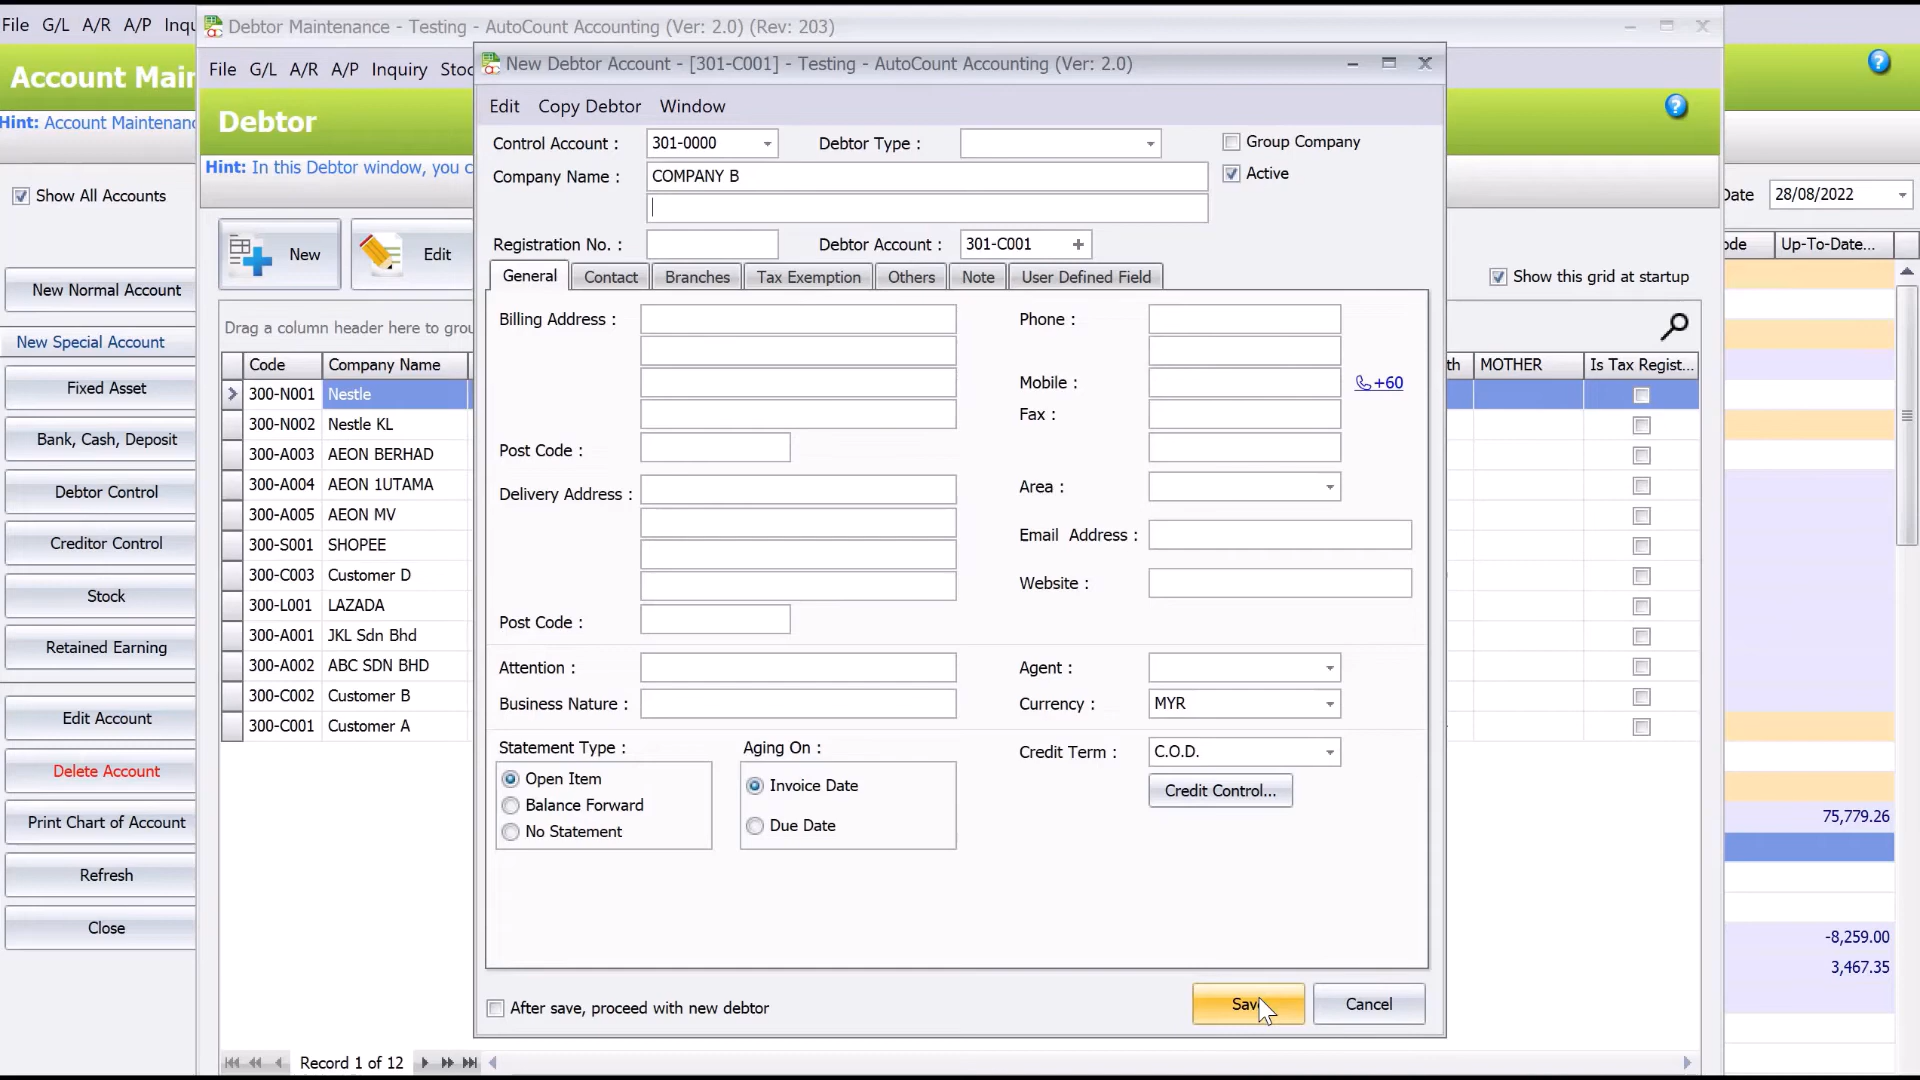 File G/L A/R A/P Inqu
Account Main
Hint: Account Maintenanc
Show All Accounts
New Normal Account
New Special Account
Fixed Asset
Bank, Cash, Deposit
Debtor Control
Creditor Control
Stock
Retained Earning
Edit Account
Delete Account
Print Chart of Account
Refresh
Close
Debtor Maintenance - Testing - AutoCount Accounting (Ver: 2.0) (Rev: 203)
File G/L A/R A/P Inquiry Stoc
Debtor
Hint: In this Debtor window, you c
New Edit
Drag a column header here to grou
Code Company Name
300-N001 Nestle
300-N002 Nestle KL
300-A003 AEON BERHAD
300-A004 AEON 1UTAMA
300-A005 AEON MV
300-S001 SHOPEE
300-C003 Customer D
300-L001 LAZADA
300-A001 JKL Sdn Bhd
300-A002 ABC SDN BHD
300-C002 Customer B
300-C001 Customer A
Record 1 of 12
New Debtor Account - [301-C001] - Testing - AutoCount Accounting (Ver: 2.0)
Edit Copy Debtor Window
Control Account : 301-0000 Debtor Type : Group Company
Company Name : COMPANY B Active
Registration No. : Debtor Account : 301-C001 +
General Contact Branches Tax Exemption Others Note User Defined Field
Billing Address : Phone :
Mobile : +60
Fax :
Post Code :
Area :
Delivery Address :
Email Address :
Website :
Post Code :
Attention : Agent :
Business Nature : Currency : MYR
Statement Type : Aging On : Credit Term : C.O.D.
Open Item Invoice Date Credit Control...
Balance Forward Due Date
No Statement
After save, proceed with new debtor Save Cancel
Show this grid at startup
th MOTHER Is Tax Regist...
?
?
Date 28/08/2022
ode Up-To-Date...
75,779.26
-8,259.00
3,467.35